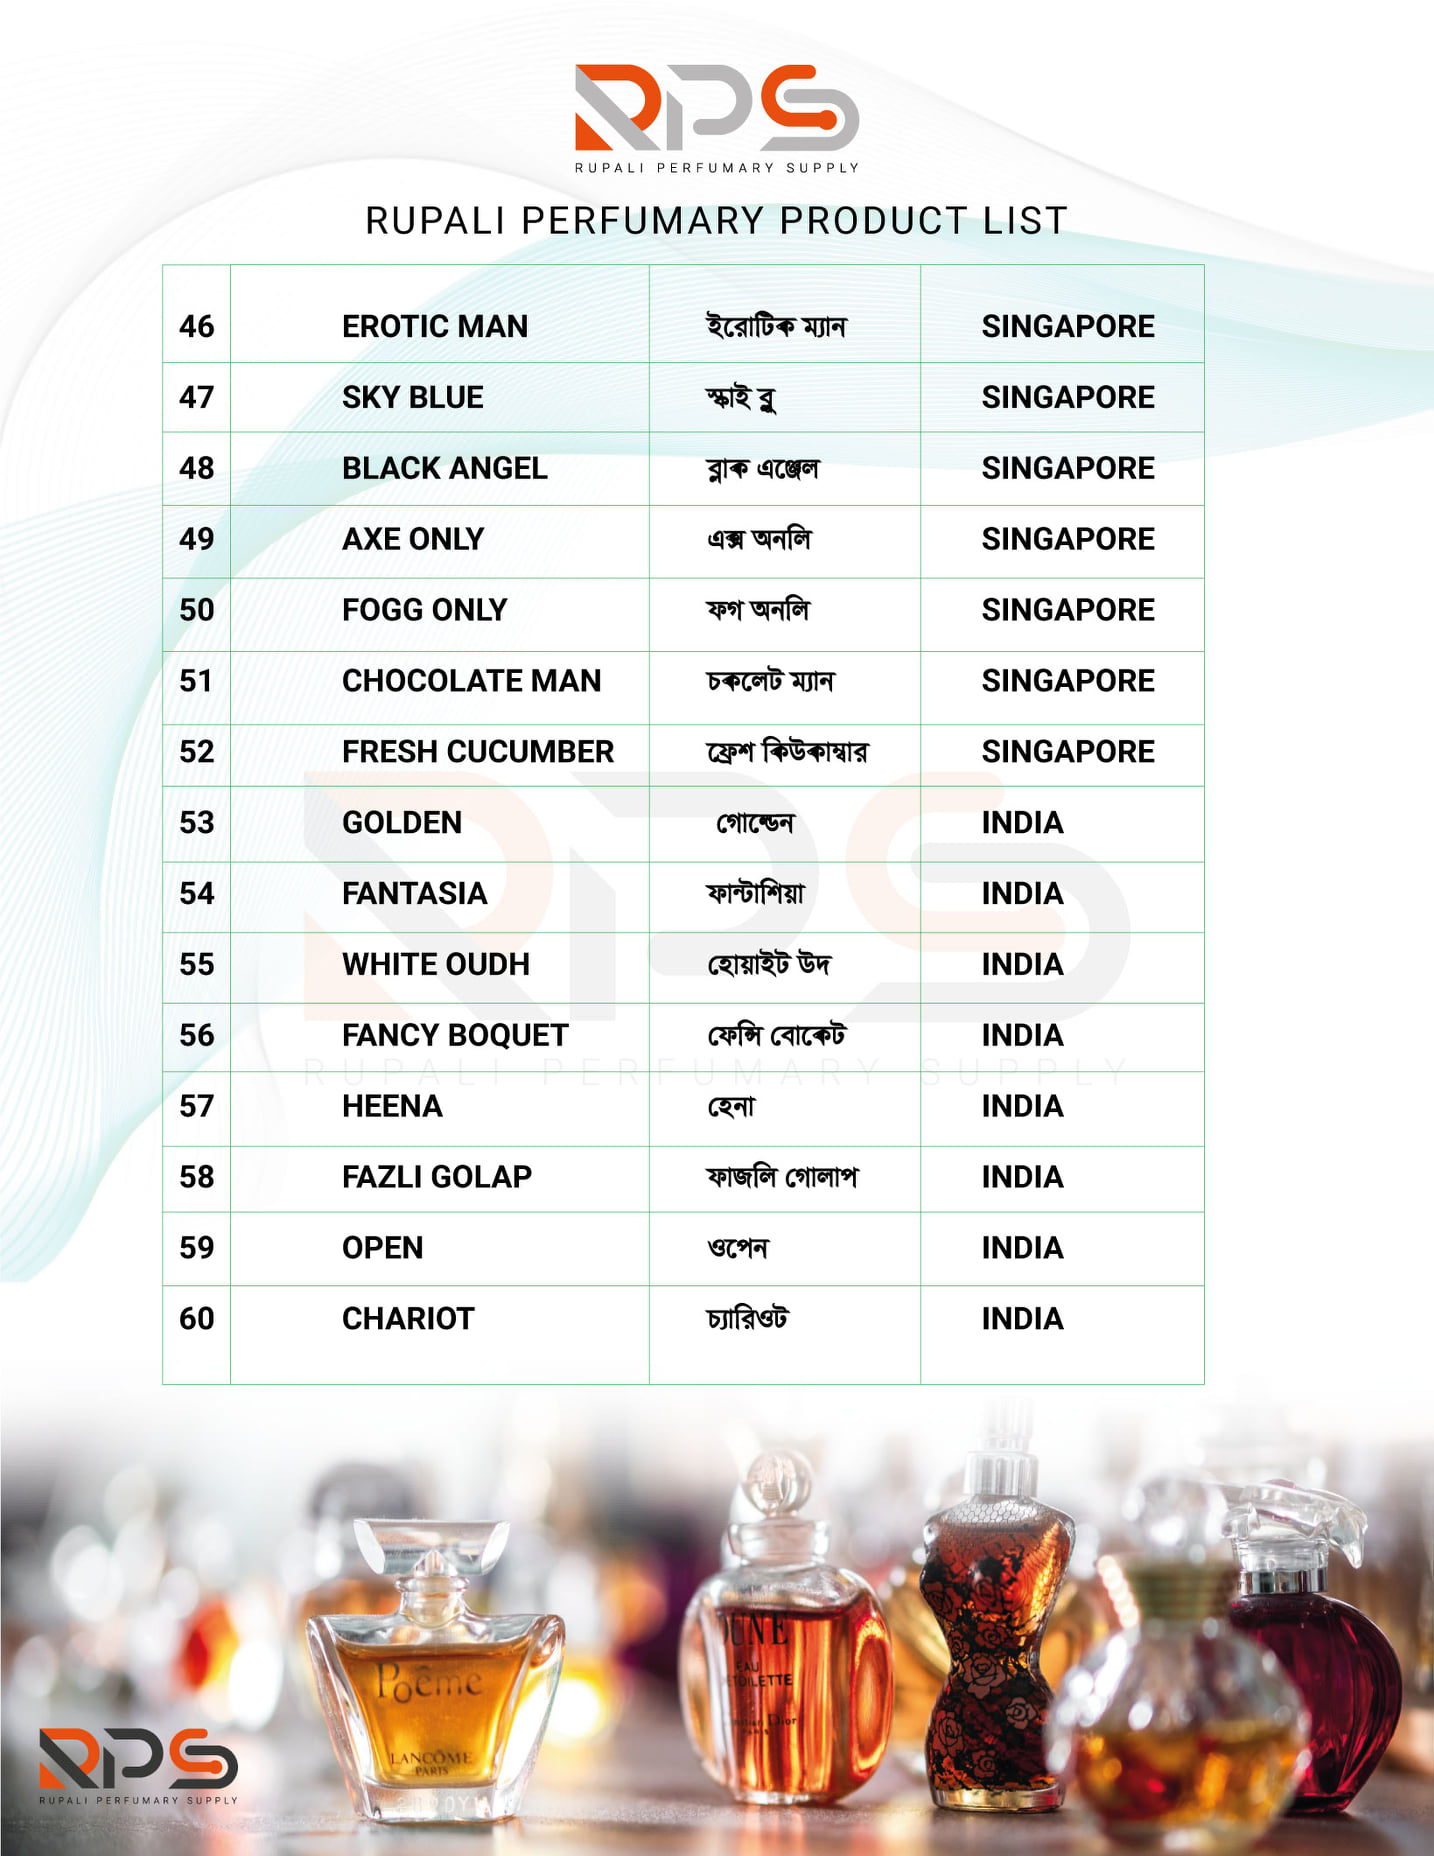 RPS
RUPALI PERFUMARY SUPPLY
RUPALI PERFUMARY PRODUCT LIST
46 EROTIC MAN ইরোটিক ম্যান SINGAPORE
47 SKY BLUE স্কাই ব্লু SINGAPORE
48 BLACK ANGEL ব্লাক এঞ্জেল SINGAPORE
49 AXE ONLY এক্স অনলি SINGAPORE
50 FOGG ONLY ফগ অনলি SINGAPORE
51 CHOCOLATE MAN চকলেট ম্যান SINGAPORE
52 FRESH CUCUMBER ফ্রেশ কিউকাম্বার SINGAPORE
53 GOLDEN গোল্ডেন INDIA
54 FANTASIA ফান্টাশিয়া INDIA
55 WHITE OUDH হোয়াইট উদ INDIA
56 FANCY BOQUET ফেন্সি বোকেট INDIA
RUPALI PERFUMARY SUPPLY
57 HEENA হেনা INDIA
58 FAZLI GOLAP ফাজলি গোলাপ INDIA
59 OPEN ওপেন INDIA
60 CHARIOT চ্যারিওট INDIA
Poême
LANCÔME
PARIS
DUNE
EAU
TOILETTE
Dior
PARIS
RPS
RUPALI PERFUMARY SUPPLY